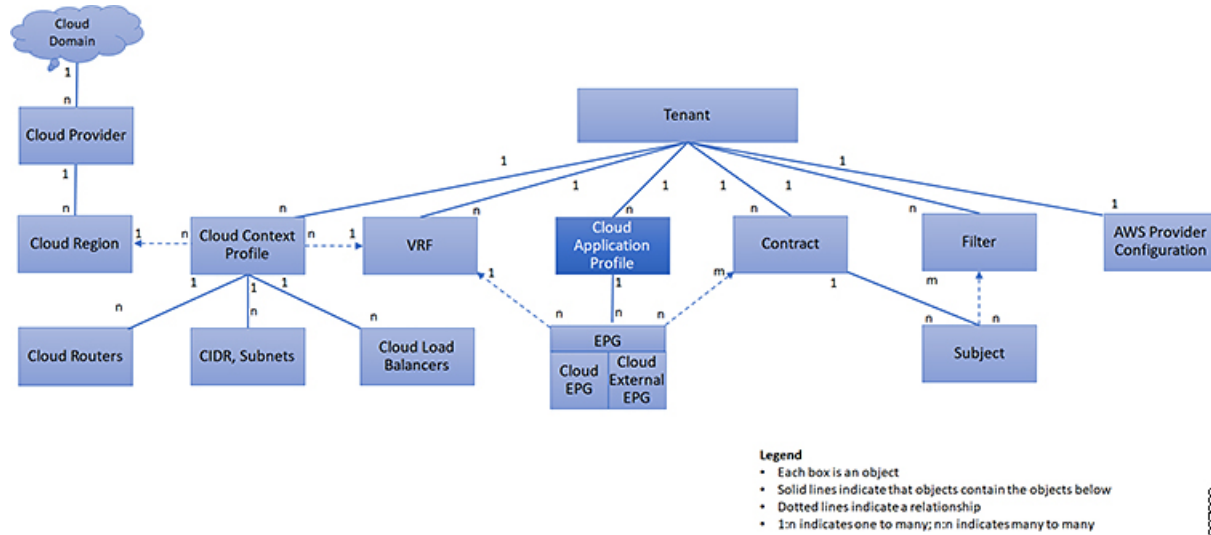 Cloud
Domain
1
n
Cloud Provider
Tenant
1
1
1
1
1
1
1
n
n
n
n
n
n
1
Cloud Region
1
n
Cloud Context
Profile
n
1
VRF
Cloud
Application
Profile
Contract
Filter
AWS Provider
Configuration
1
1
1
1
1
m
1
m
n
n
n
n
n
n
n
n
Cloud Routers
CIDR, Subnets
Cloud Load
Balancers
EPG
Cloud
EPG
Cloud
External
EPG
Subject
Legend
• Each box is an object
• Solid lines indicate that objects contain the objects below
• Dotted lines indicate a relationship
• 1:n indicates one to many; n:n indicates many to many